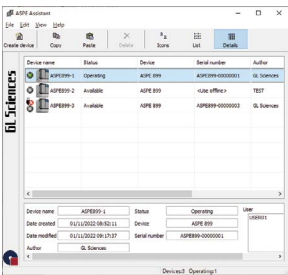 ASPE Assistant
File Edit View Help
Create device Copy Paste Delete Icons List Details
GL Sciences
Device name Status Device Serial number Author
ASPE899-1 Operating ASPE 899 ASPE899-00000001 GL Sciences
ASPE899-2 Available ASPE 899 <Use offline> TEST
ASPE899-3 Available ASPE 899 ASPE899-00000003 GL Sciences
Device name ASPE899-1 Status Operating User
Date created 01/11/2022 08:52:11 Device ASPE 899 USER01
Date modified 01/11/2022 09:17:37 Serial number ASPE899-00000001
Author GL Sciences
Devices:3 Operating:1